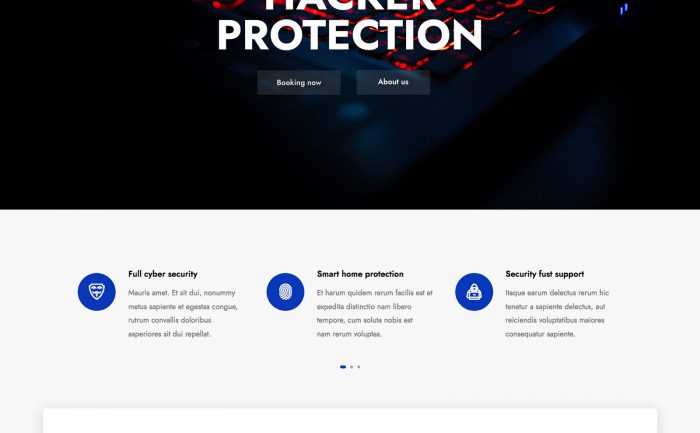 HACKER
PROTECTION
Booking now
About us
Full cyber security
Mauris amet. Et sit dui, nonummy
metus sapiente et egestas congue,
rutrum convallis doloribus
asperiores sit dui repellat.
Smart home protection
Et harum quidem rerum facilis est et
expedita distinctio nam libero
tempore, cum soluta nobis est
nam rerum voluptas.
Security fust support
Itaque earum delectus rerum hic
tenetur a sapiente delectus, aut
reiciendis voluptatibus maiores
consequatur sapiente.